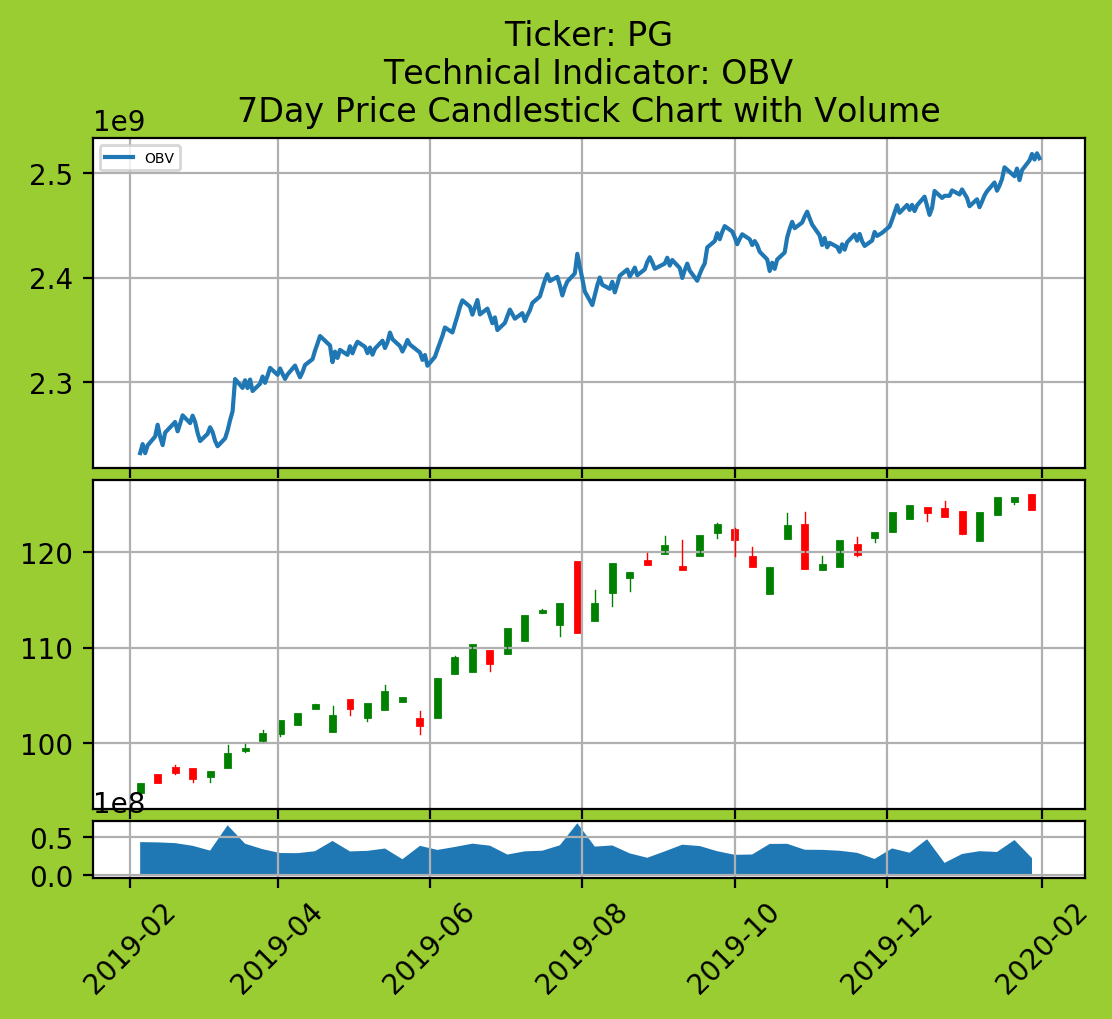 Ticker: PG
Technical Indicator: OBV
7Day Price Candlestick Chart with Volume
1e9
OBV
2.5
2.4
2.3
120
110
100
1e8
0.5
0.0
2019-02
2019-04
2019-06
2019-08
2019-10
2019-12
2020-02